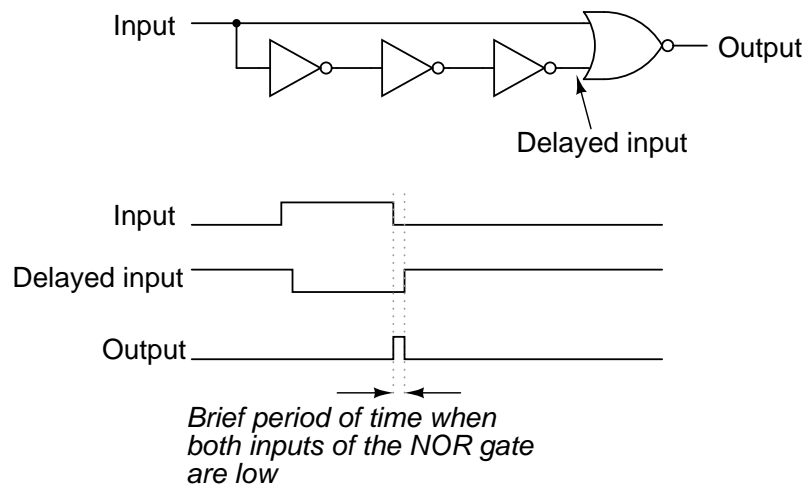 Input
Output
Delayed input
Input
Delayed input
Output
Brief period of time when
both inputs of the NOR gate
are low